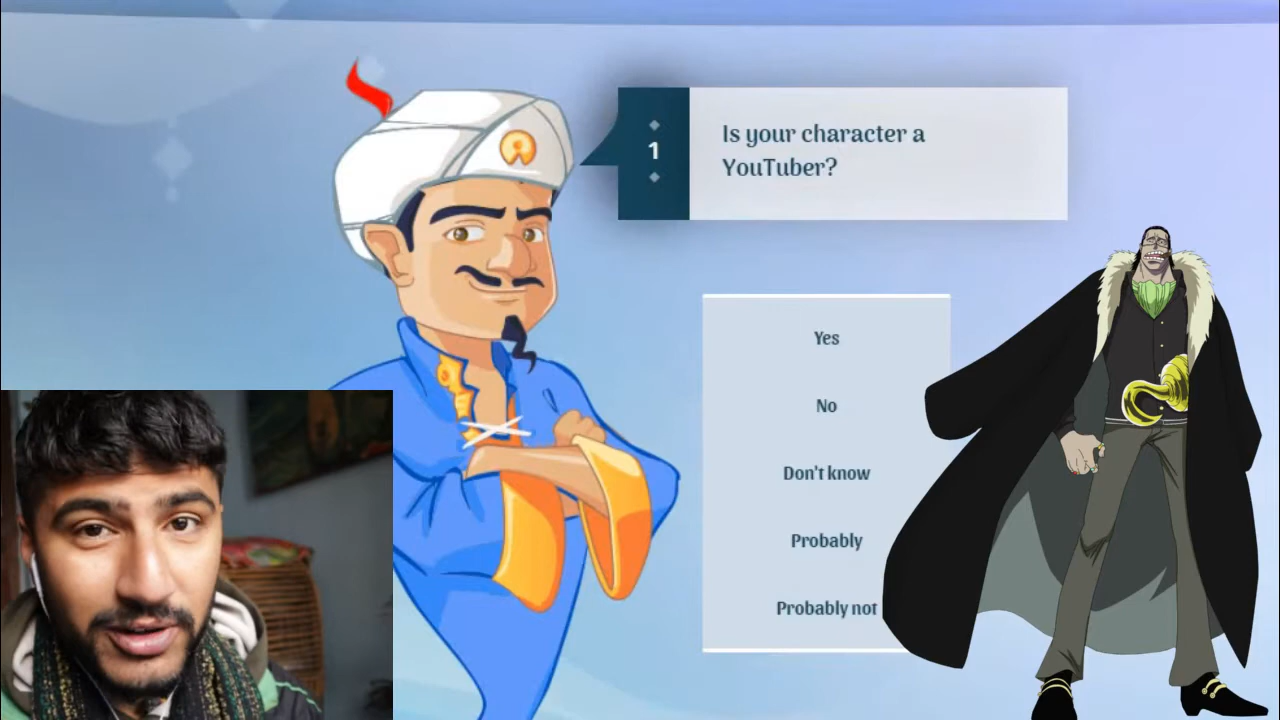 1
Is your character a
YouTuber?
Yes
No
Don't know
Probably
Probably not